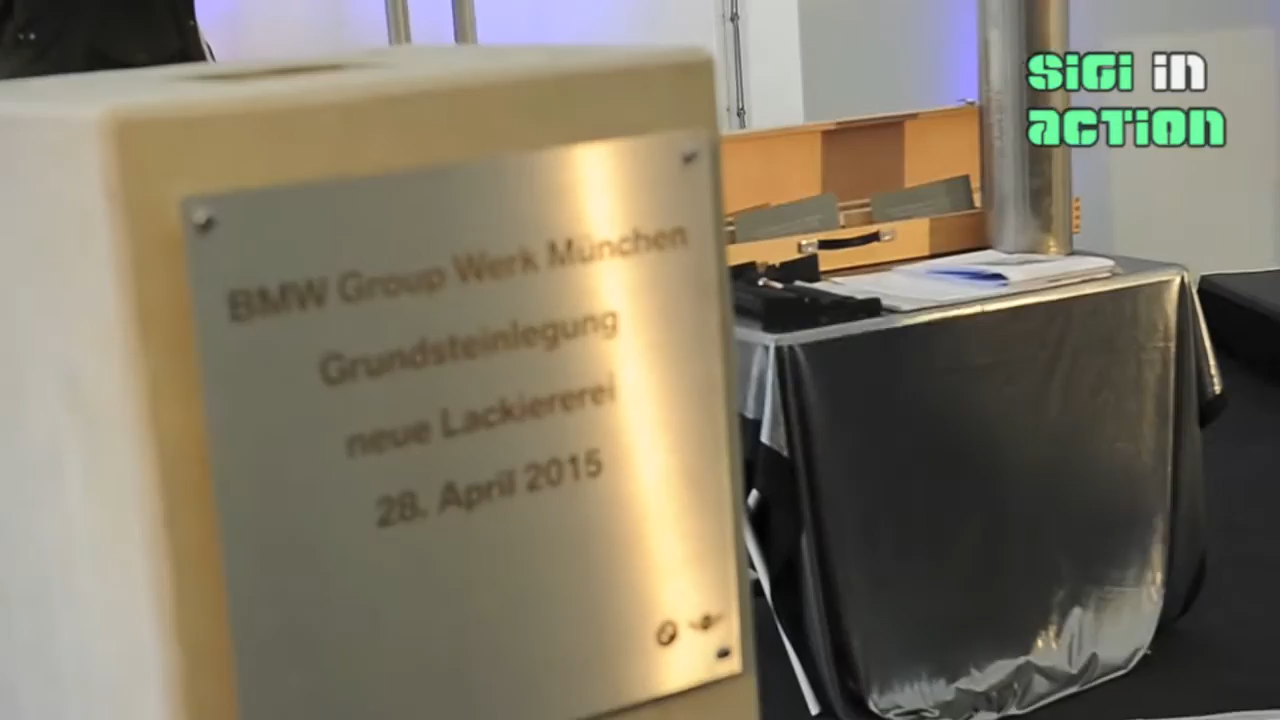 SiGi in
action
BMW Group Werk München
Grundsteinlegung
neue Lackiererei
28. April 2015